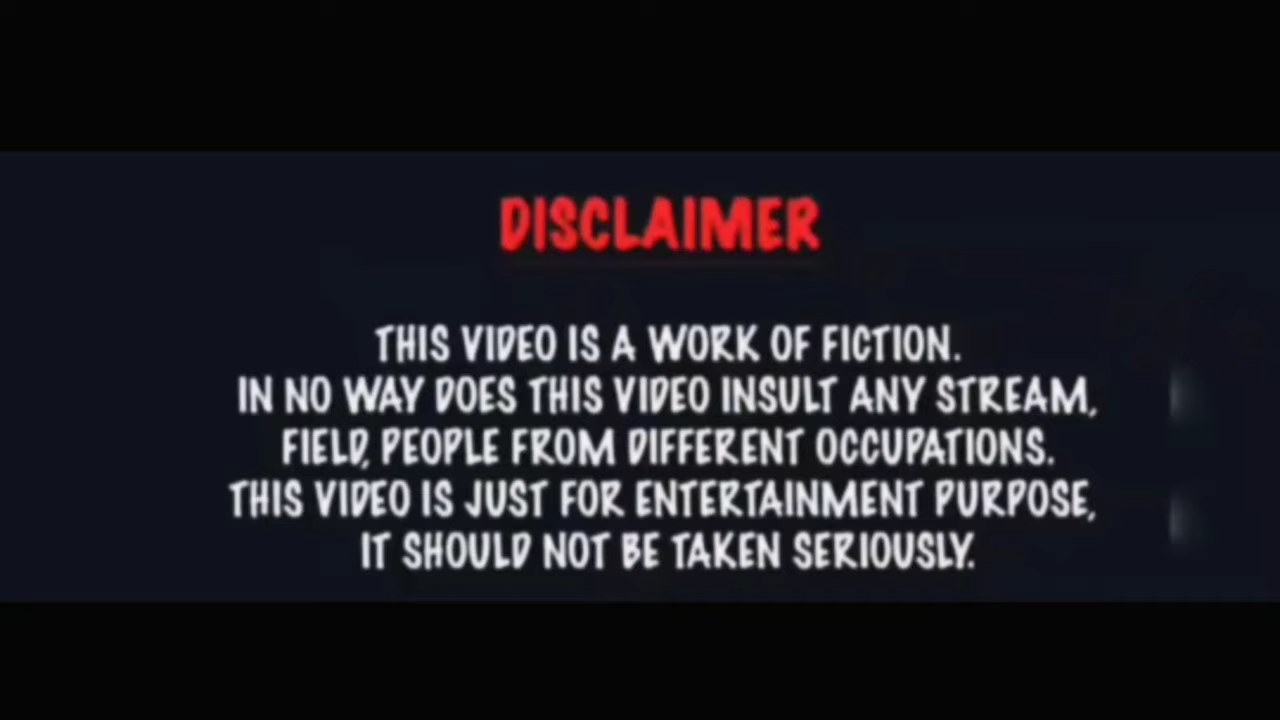 DISCLAIMER
THIS VIDEO IS A WORK OF FICTION.
IN NO WAY DOES THIS VIDEO INSULT ANY STREAM,
FIELD, PEOPLE FROM DIFFERENT OCCUPATIONS.
THIS VIDEO IS JUST FOR ENTERTAINMENT PURPOSE,
IT SHOULD NOT BE TAKEN SERIOUSLY.